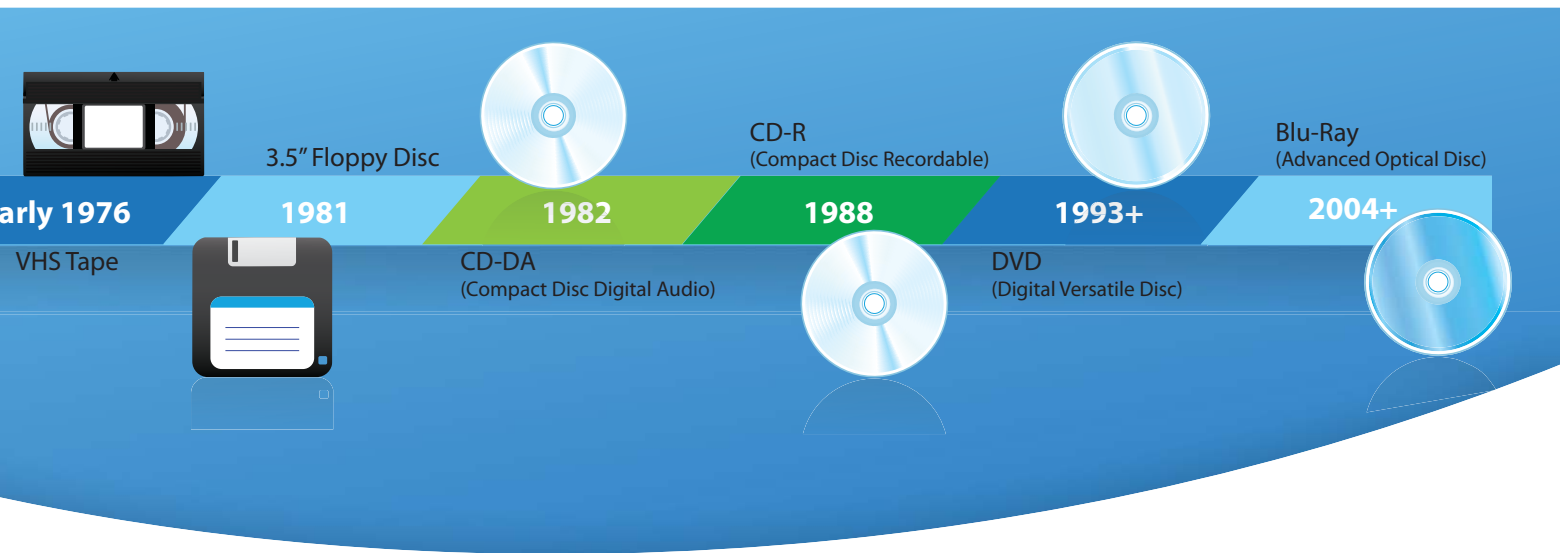 arly 1976
VHS Tape
3.5” Floppy Disc
1981
1982
CD-DA
(Compact Disc Digital Audio)
CD-R
(Compact Disc Recordable)
1988
1993+
DVD
(Digital Versatile Disc)
Blu-Ray
(Advanced Optical Disc)
2004+